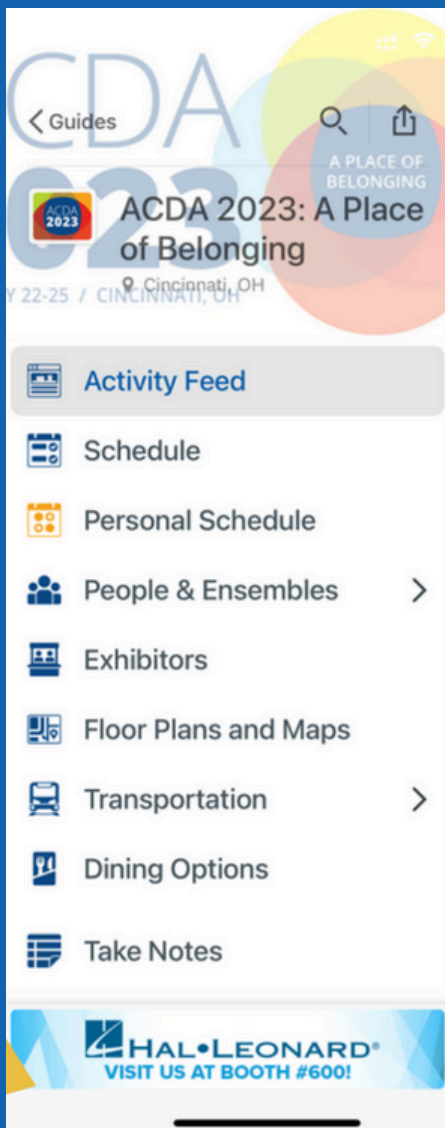 CDA
Guides
A PLACE OF
BELONGING
023
ACDA
2023
ACDA 2023: A Place
of Belonging
Y 22-25 / CINCINNATI, OH
Cincinnati, OH
Activity Feed
Schedule
Personal Schedule
People & Ensembles
Exhibitors
Floor Plans and Maps
Transportation
Dining Options
Take Notes
HAL•LEONARD®
VISIT US AT BOOTH #600!